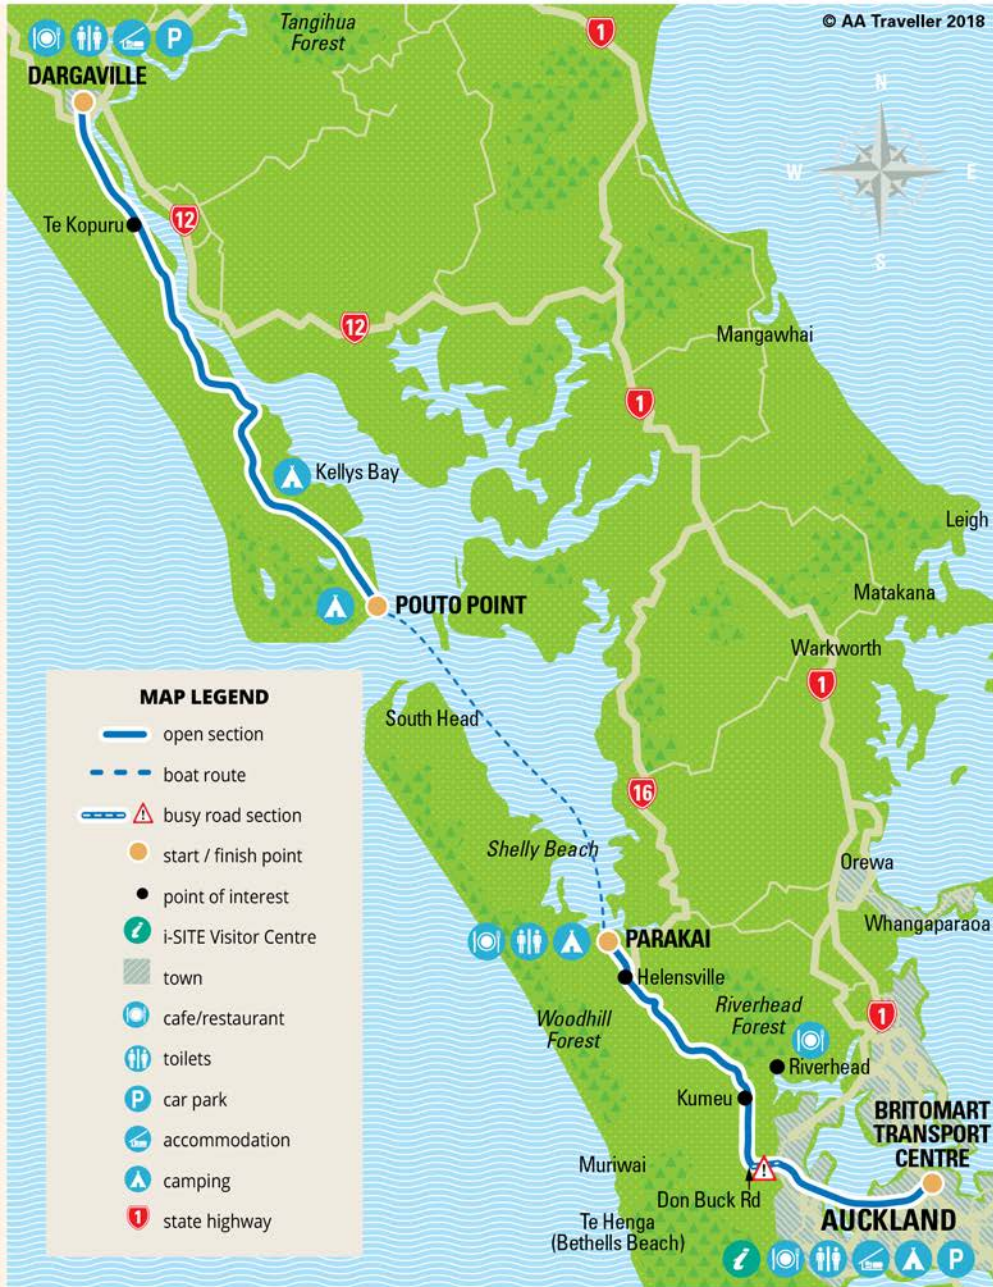 © AA Traveller 2018
Tangihua
Forest
1
P
DARGAVILLE
N
W
E
S
Te Kopuru
12
12
Mangawhai
1
Kellys Bay
Leigh
Matakana
POUTO POINT
Warkworth
1
South Head
16
Shelly Beach
Orewa
Whangaparaoa
PARAKAI
Helensville
Woodhill
Forest
Riverhead
Forest
1
Riverhead
Kumeu
BRITOMART
TRANSPORT
CENTRE
Muriwai
!
Don Buck Rd
Te Henga
(Bethells Beach)
AUCKLAND
i
P
MAP LEGEND
open section
boat route
! busy road section
start / finish point
point of interest
i i-SITE Visitor Centre
town
cafe/restaurant
toilets
P car park
accommodation
camping
1 state highway